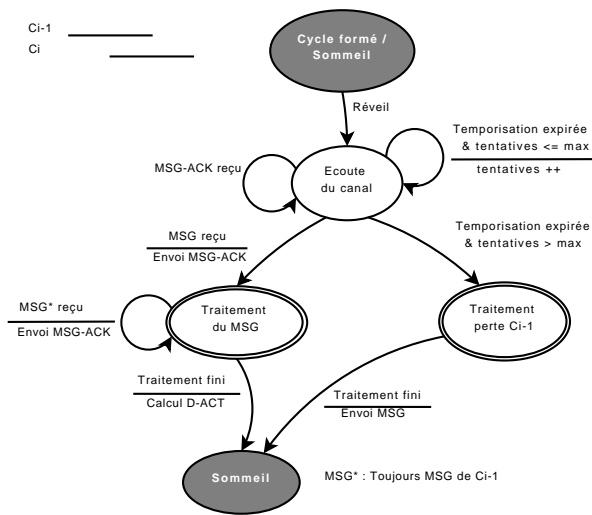 Ci-1
Ci
Cycle formé /
Sommeil
Réveil
Temporisation expirée
& tentatives <= max
tentatives ++
MSG-ACK reçu
Ecoute
du canal
MSG reçu
Envoi MSG-ACK
Temporisation expirée
& tentatives > max
MSG* reçu
Envoi MSG-ACK
Traitement
du MSG
Traitement
perte Ci-1
Traitement fini
Calcul D-ACT
Traitement fini
Envoi MSG
Sommeil
MSG* : Toujours MSG de Ci-1